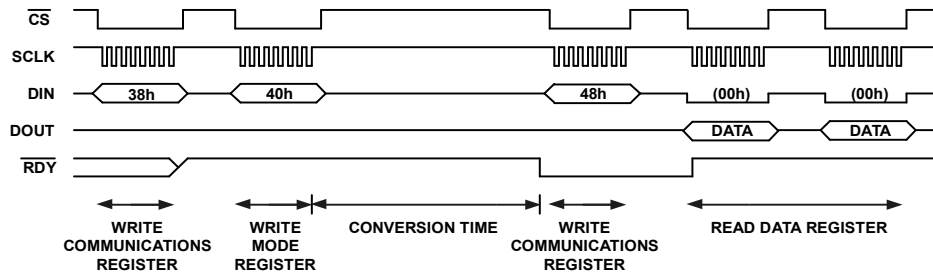 CS
SCLK
DIN 38h 40h 48h (00h) (00h)
DOUT DATA DATA
RDY
WRITE COMMUNICATIONS REGISTER
WRITE MODE REGISTER
CONVERSION TIME
WRITE COMMUNICATIONS REGISTER
READ DATA REGISTER